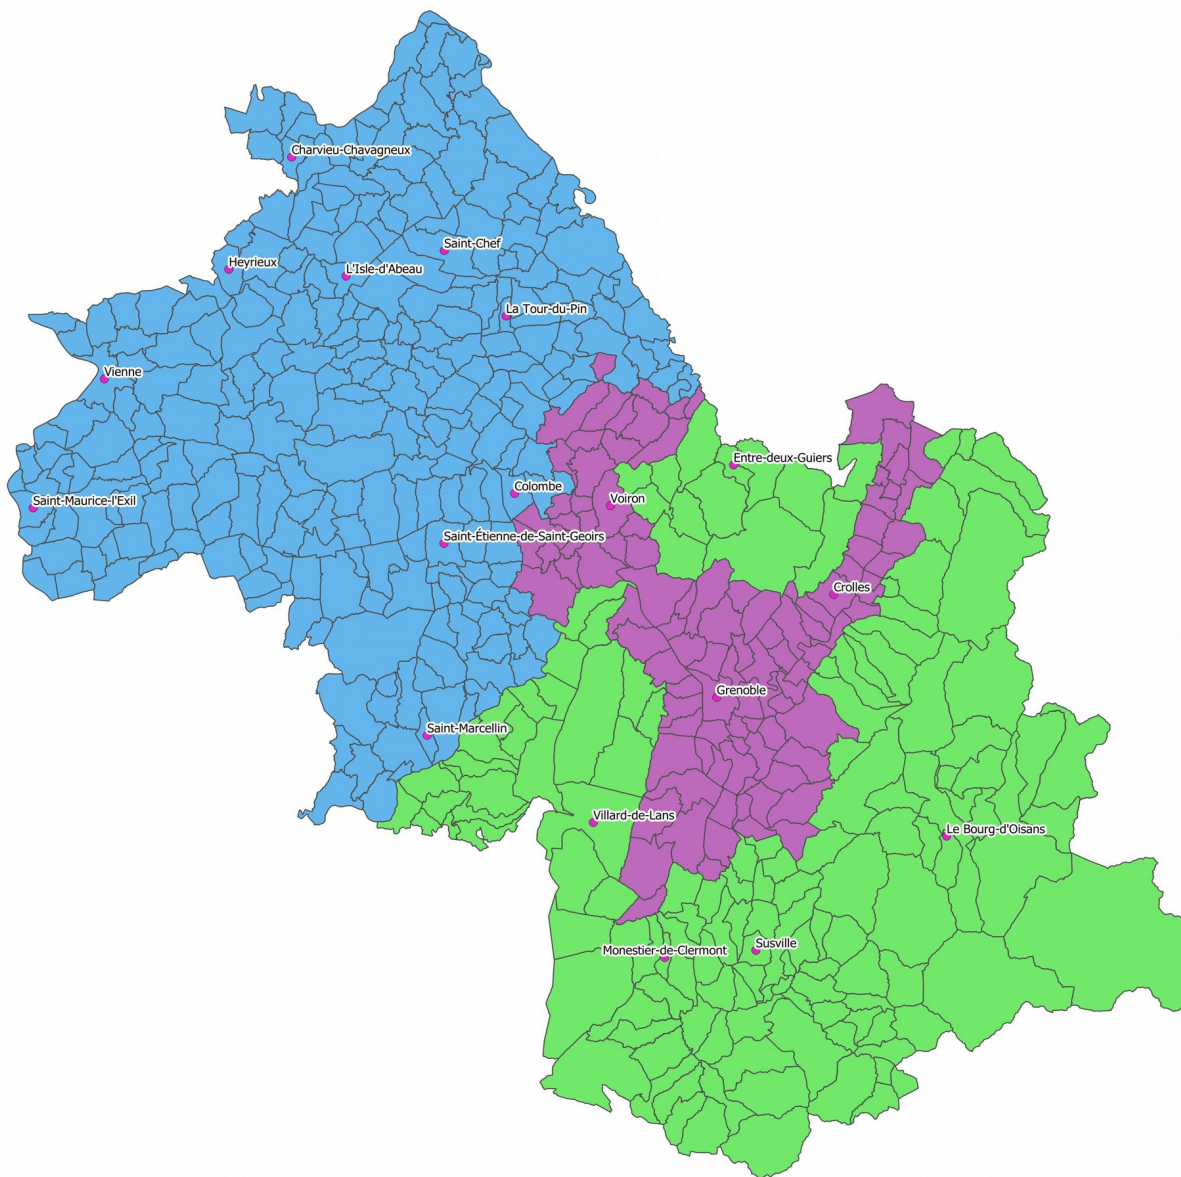 Charvieu-Chavagneux
Saint-Chef
Heyrieux
L'Isle-d'Abeau
La Tour-du-Pin
Vienne
Entre-deux-Guiers
Colombe
Saint-Maurice-l'Exil
Voiron
Saint-Étienne-de-Saint-Geoirs
Crolles
Grenoble
Saint-Marcellin
Villard-de-Lans
Le Bourg-d'Oisans
Susville
Monestier-de-Clermont